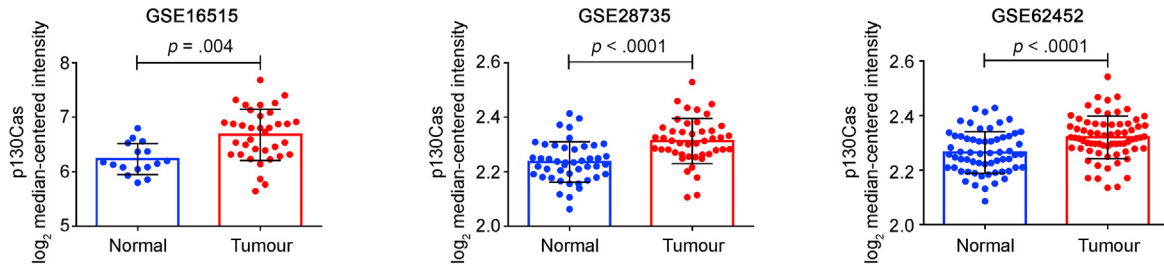 GSE16515
p = .004
p130Cas
log2 median-centered intensity
8
7
6
5
Normal Tumour
GSE28735
p < .0001
p130Cas
log2 median-centered intensity
2.6
2.4
2.2
2.0
Normal Tumour
GSE62452
p < .0001
p130Cas
log2 median-centered intensity
2.6
2.4
2.2
2.0
Normal Tumour